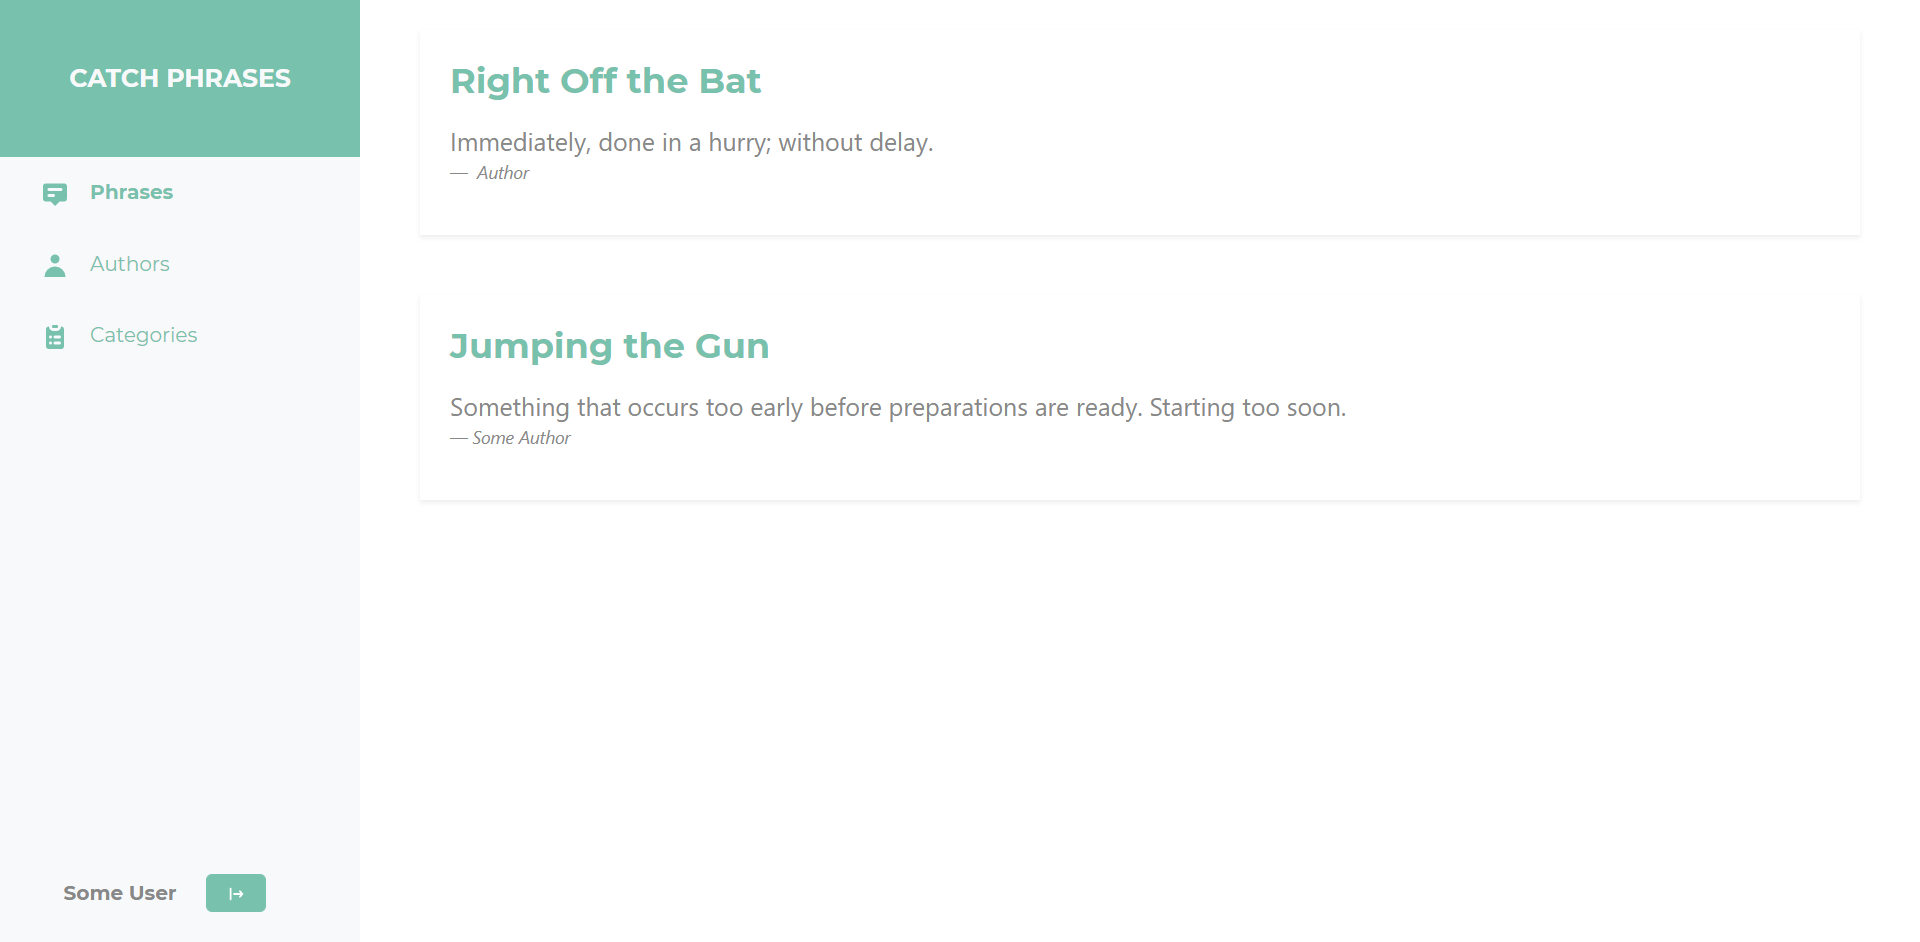 CATCH PHRASES
Phrases
Authors
Categories
Some User
Right Off the Bat
Immediately, done in a hurry; without delay.
— Author
Jumping the Gun
Something that occurs too early before preparations are ready. Starting too soon.
— Some Author